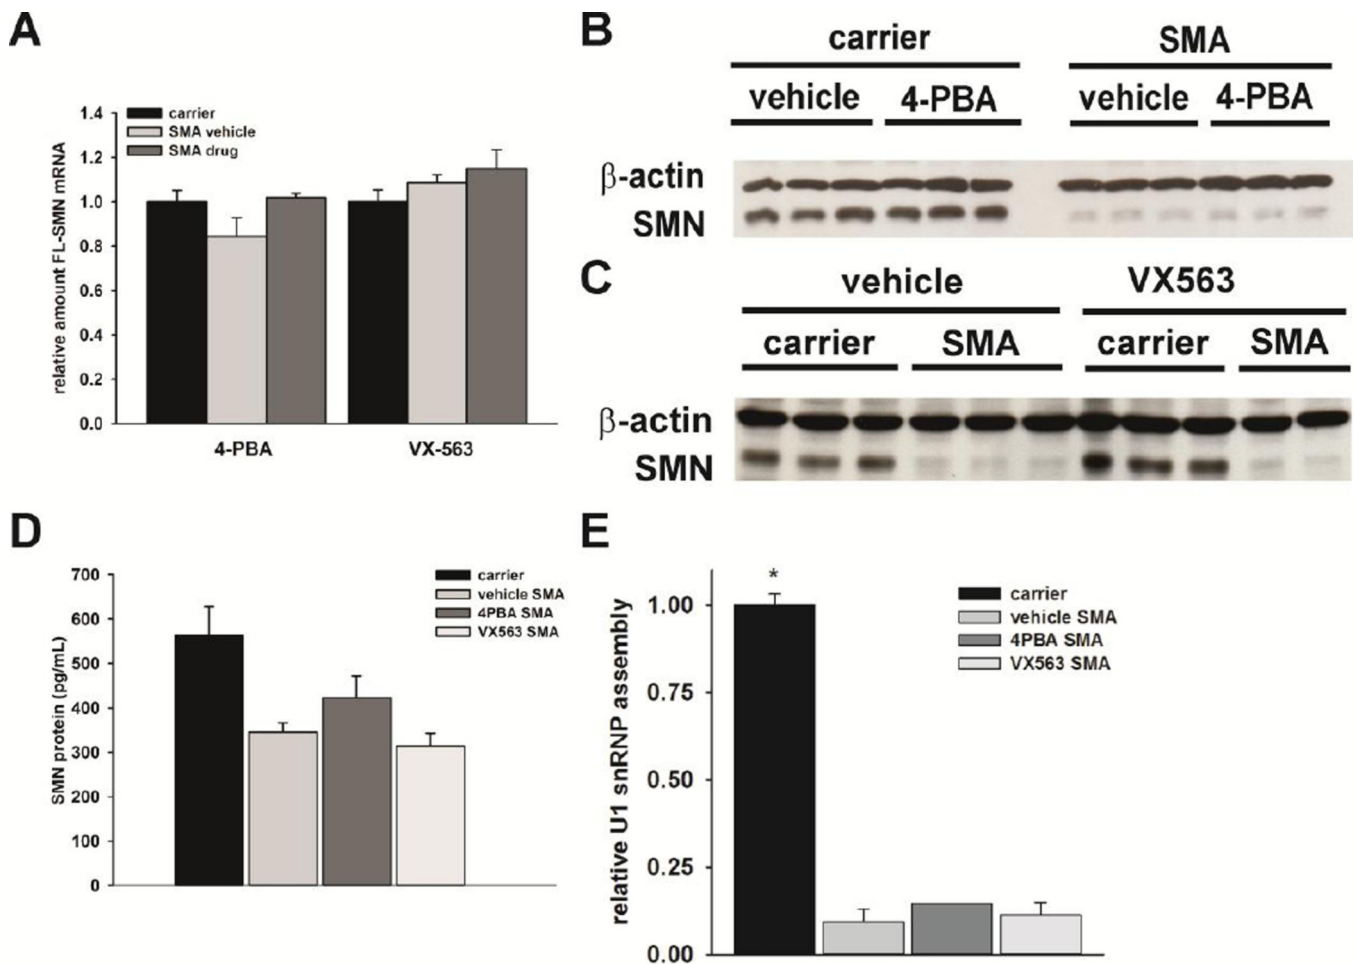 A
relative amount FL-SMN mRNA
1.4
1.2
1.0
0.8
0.6
0.4
1.2
0.0
carrier
SMA vehicle
SMA drug
4-PBA VX-563
B
carrier SMA
vehicle 4-PBA vehicle 4-PBA
β-actin
SMN
C
vehicle VX563
carrier SMA carrier SMA
β-actin
SMN
D
SMN protein (pg/mL)
700
600
500
400
300
200
100
0
carrier
vehicle SMA
4PBA SMA
VX563 SMA
E
relative U1 snRNP assembly
1.00
0.75
0.50
0.25
0.00
*
carrier
vehicle SMA
4PBA SMA
VX563 SMA